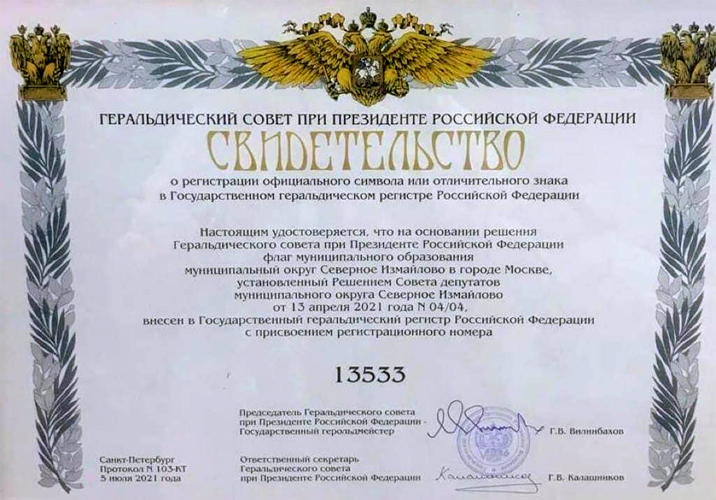 ГЕРАЛЬДИЧЕСКИЙ СОВЕТ ПРИ ПРЕЗИДЕНТЕ РОССИЙСКОЙ ФЕДЕРАЦИИ
СВИДЕТЕЛЬСТВО
о регистрации официального символа или отличительного знака
в Государственном геральдическом регистре Российской Федерации
Настоящим удостоверяется, что на основании решения
Геральдического совета при Президенте Российской Федерации
флаг муниципального образования
муниципальный округ Северное Измайлово в городе Москве,
установленный Решением Совета депутатов
муниципального округа Северное Измайлово
от 13 апреля 2021 года N 04/04,
внесен в Государственный геральдический регистр Российской Федерации
с присвоением регистрационного номера
13533
Председатель Геральдического совета
при Президенте Российской Федерации -
Государственный герольдмейстер
Г.В. Вилинбахов
Санкт-Петербург
Протокол N 103-КТ
5 июля 2021 года
Ответственный секретарь
Геральдического совета
при Президенте Российской Федерации
Г.В. Калашников